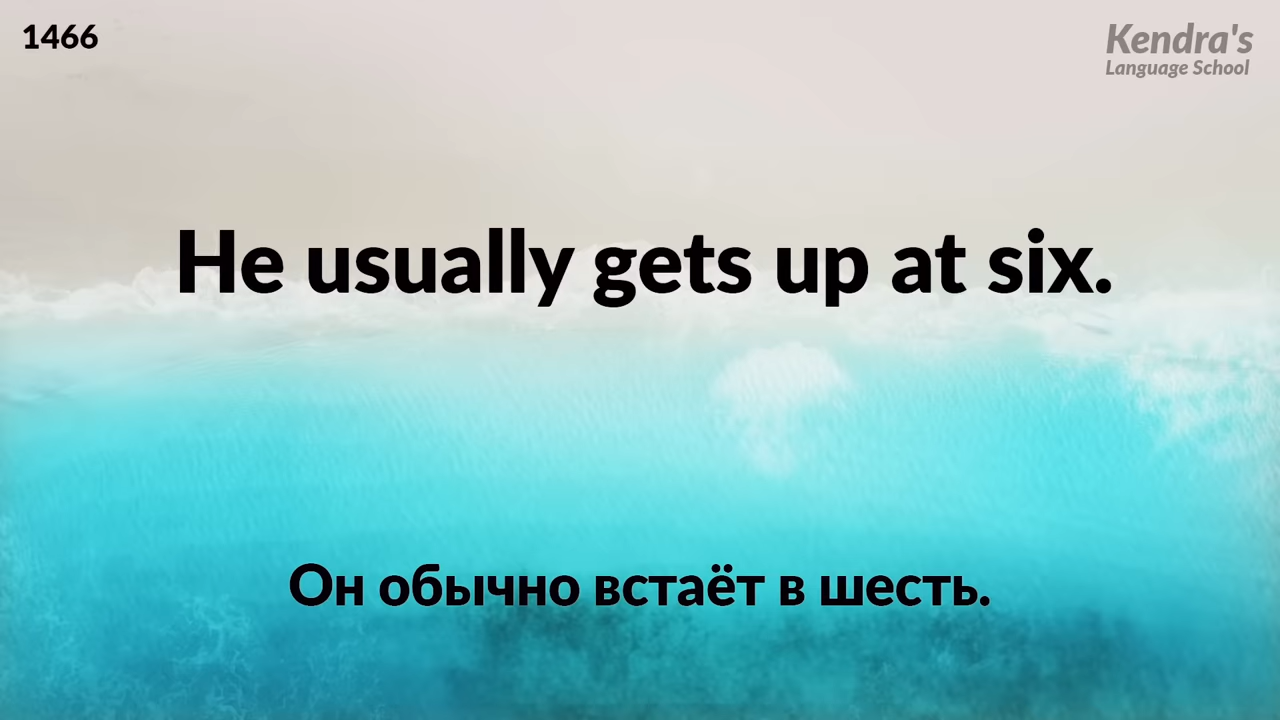 1466
Kendra's
Language School
He usually gets up at six.
Он обычно встаёт в шесть.